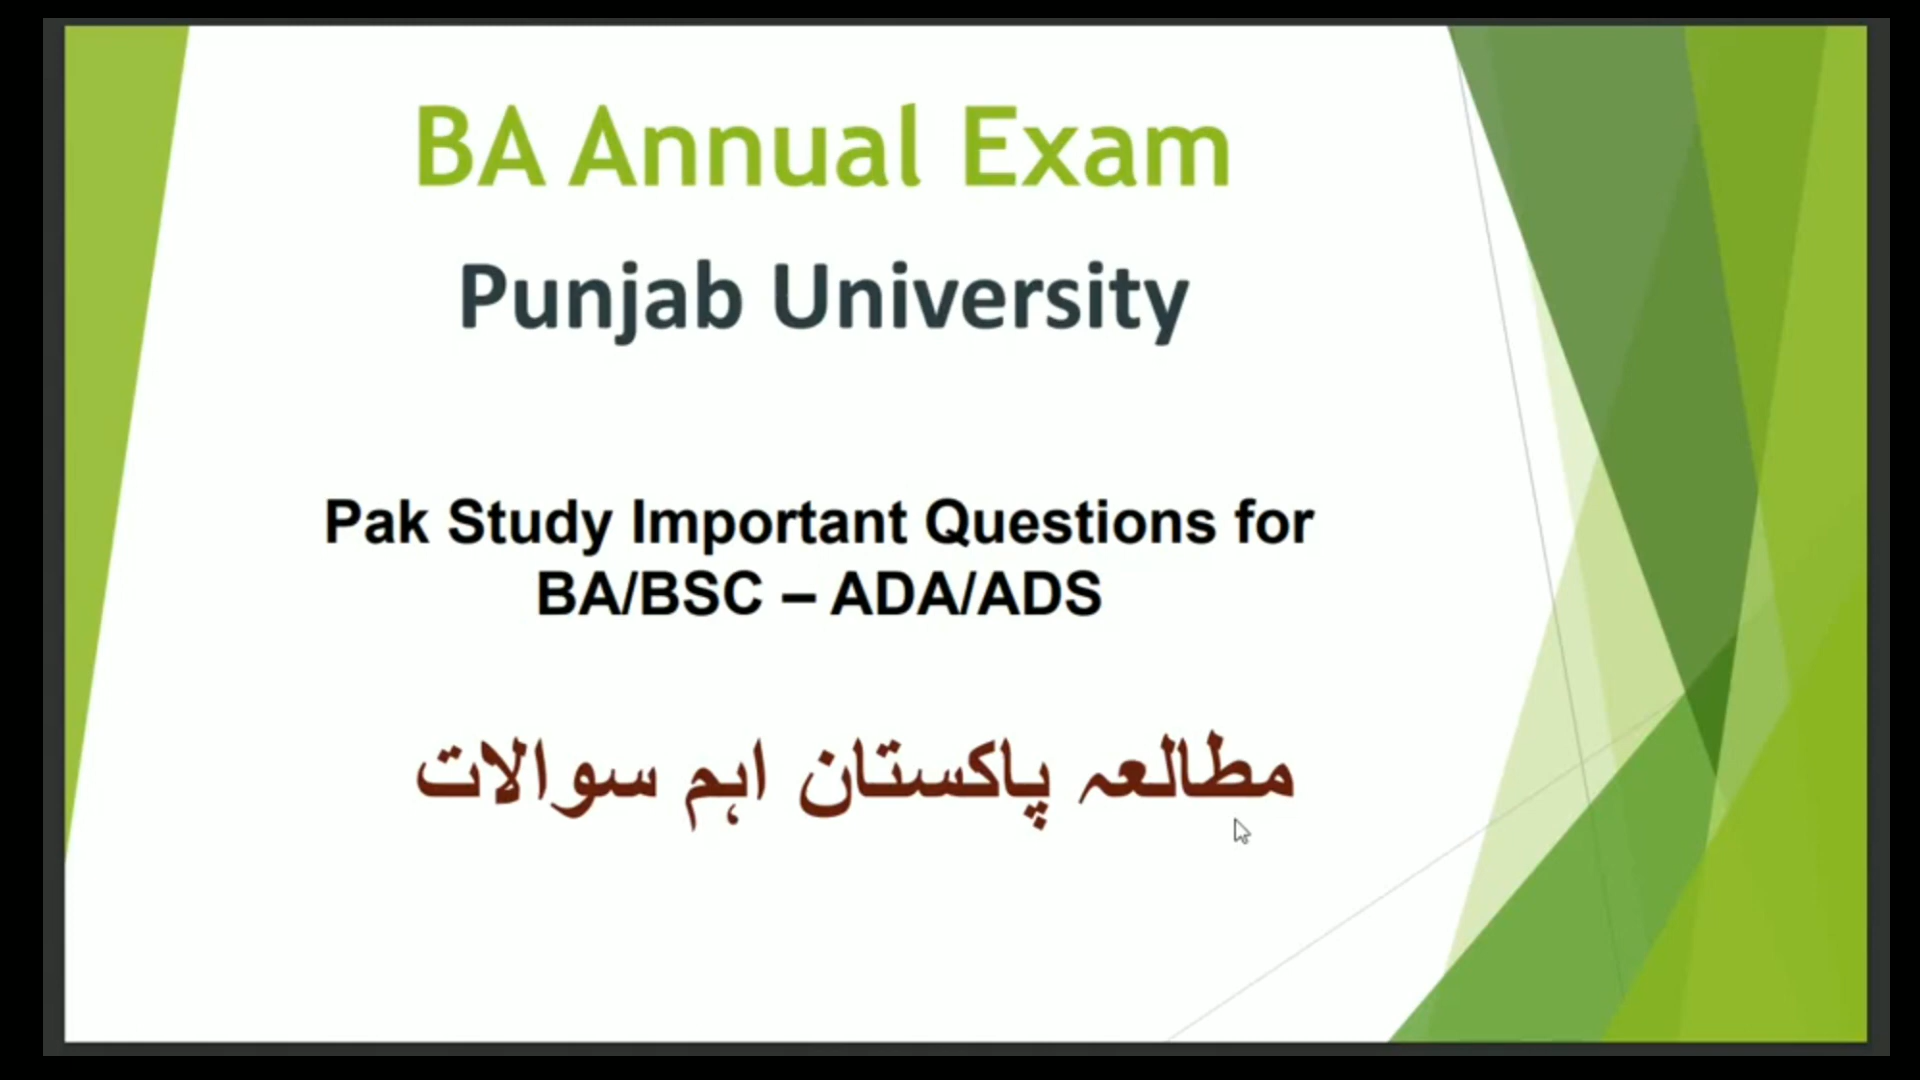 BA Annual Exam
Punjab University
Pak Study Important Questions for
BA/BSC – ADA/ADS
مطالعہ پاکستان اہم سوالات